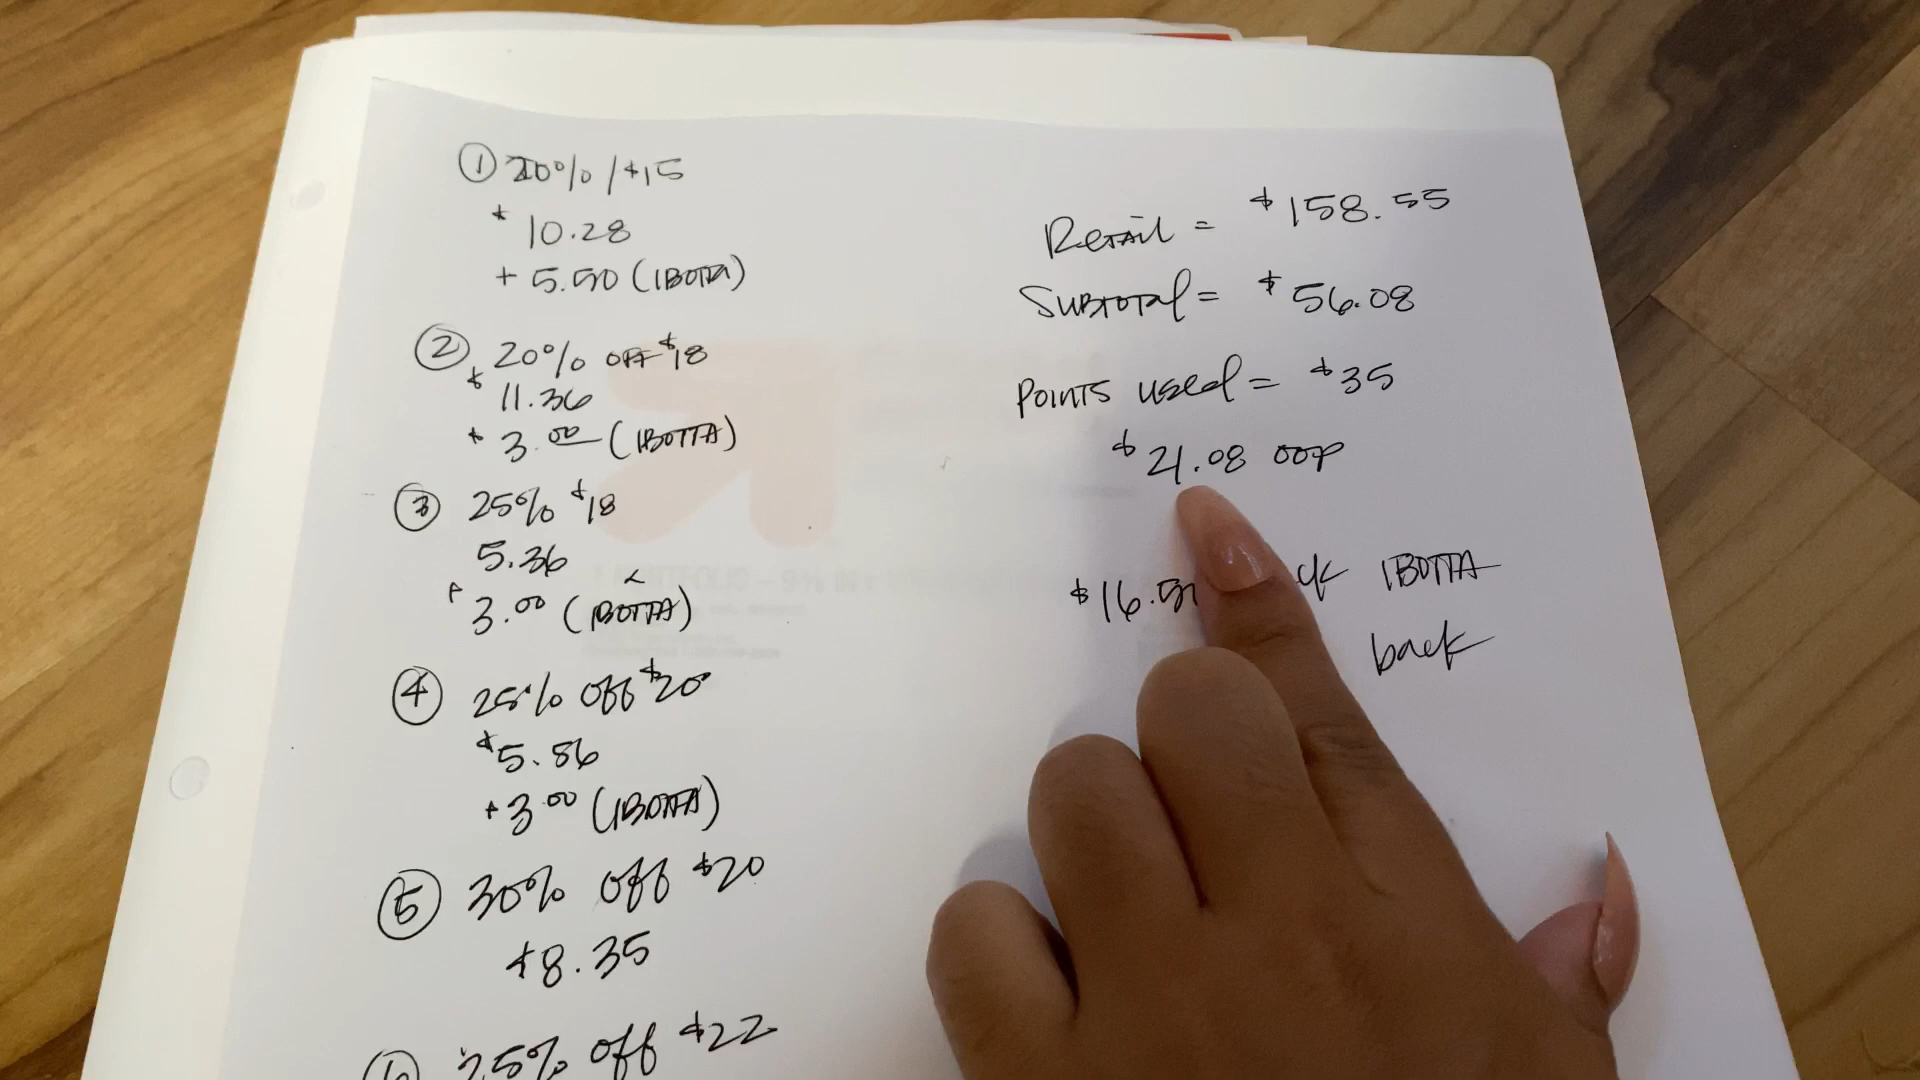 ① 20% / $15
$ 10.28
+ 5.50 (IBOTTA)
② 20% OFF $18
$ 11.36
+ 3.00 (IBOTTA)
③ 25% $18
5.36
+ 3.00 (IBOTTA)
④ 25% off $20
$5.86
+3.00 (IBOTTA)
⑤ 30% off $20
$8.35
25% off $22
Retail = $158.55
SUBTOTAL = $56.08
POINTS used = $35
$21.08 OOP
IBOTTA
back